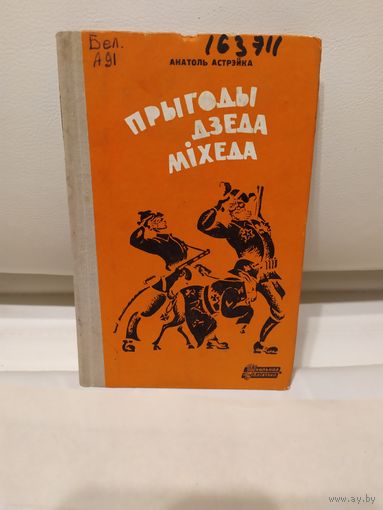 Бел.
А91
163711
АНАТОЛЬ АСТРЭЙКА
ПРЫГОДЫ
ДЗЕДА
МІХЕДА
Школьная
бібліятэка
www.ay.by